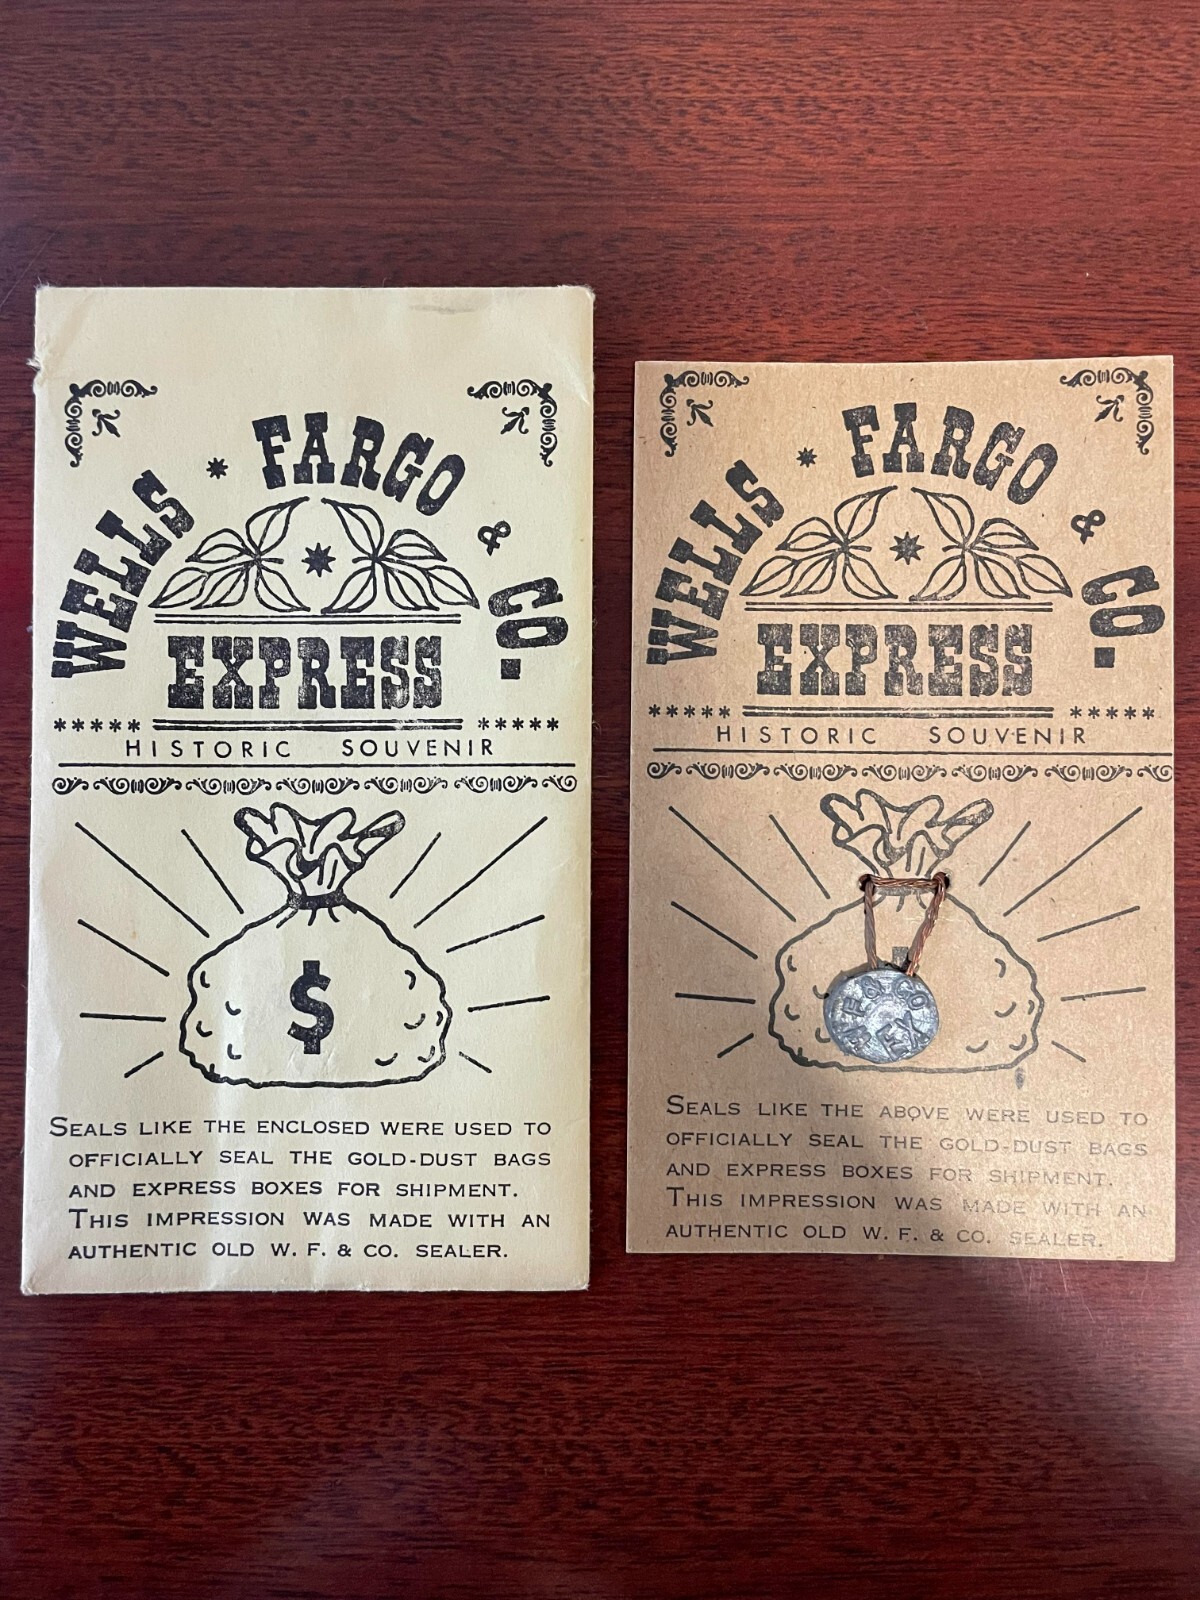 WELLS * FARGO & CO.
EXPRESS
***** *****
HISTORIC SOUVENIR
$
SEALS LIKE THE ENCLOSED WERE USED TO
OFFICIALLY SEAL THE GOLD-DUST BAGS
AND EXPRESS BOXES FOR SHIPMENT.
THIS IMPRESSION WAS MADE WITH AN
AUTHENTIC OLD W. F. & CO. SEALER.
WELLS * FARGO & CO.
EXPRESS
***** *****
HISTORIC SOUVENIR
& CO
EX
SEALS LIKE THE ABOVE WERE USED TO
OFFICIALLY SEAL THE GOLD-DUST BAGS
AND EXPRESS BOXES FOR SHIPMENT.
THIS IMPRESSION WAS MADE WITH AN
AUTHENTIC OLD W. F. & CO. SEALER.